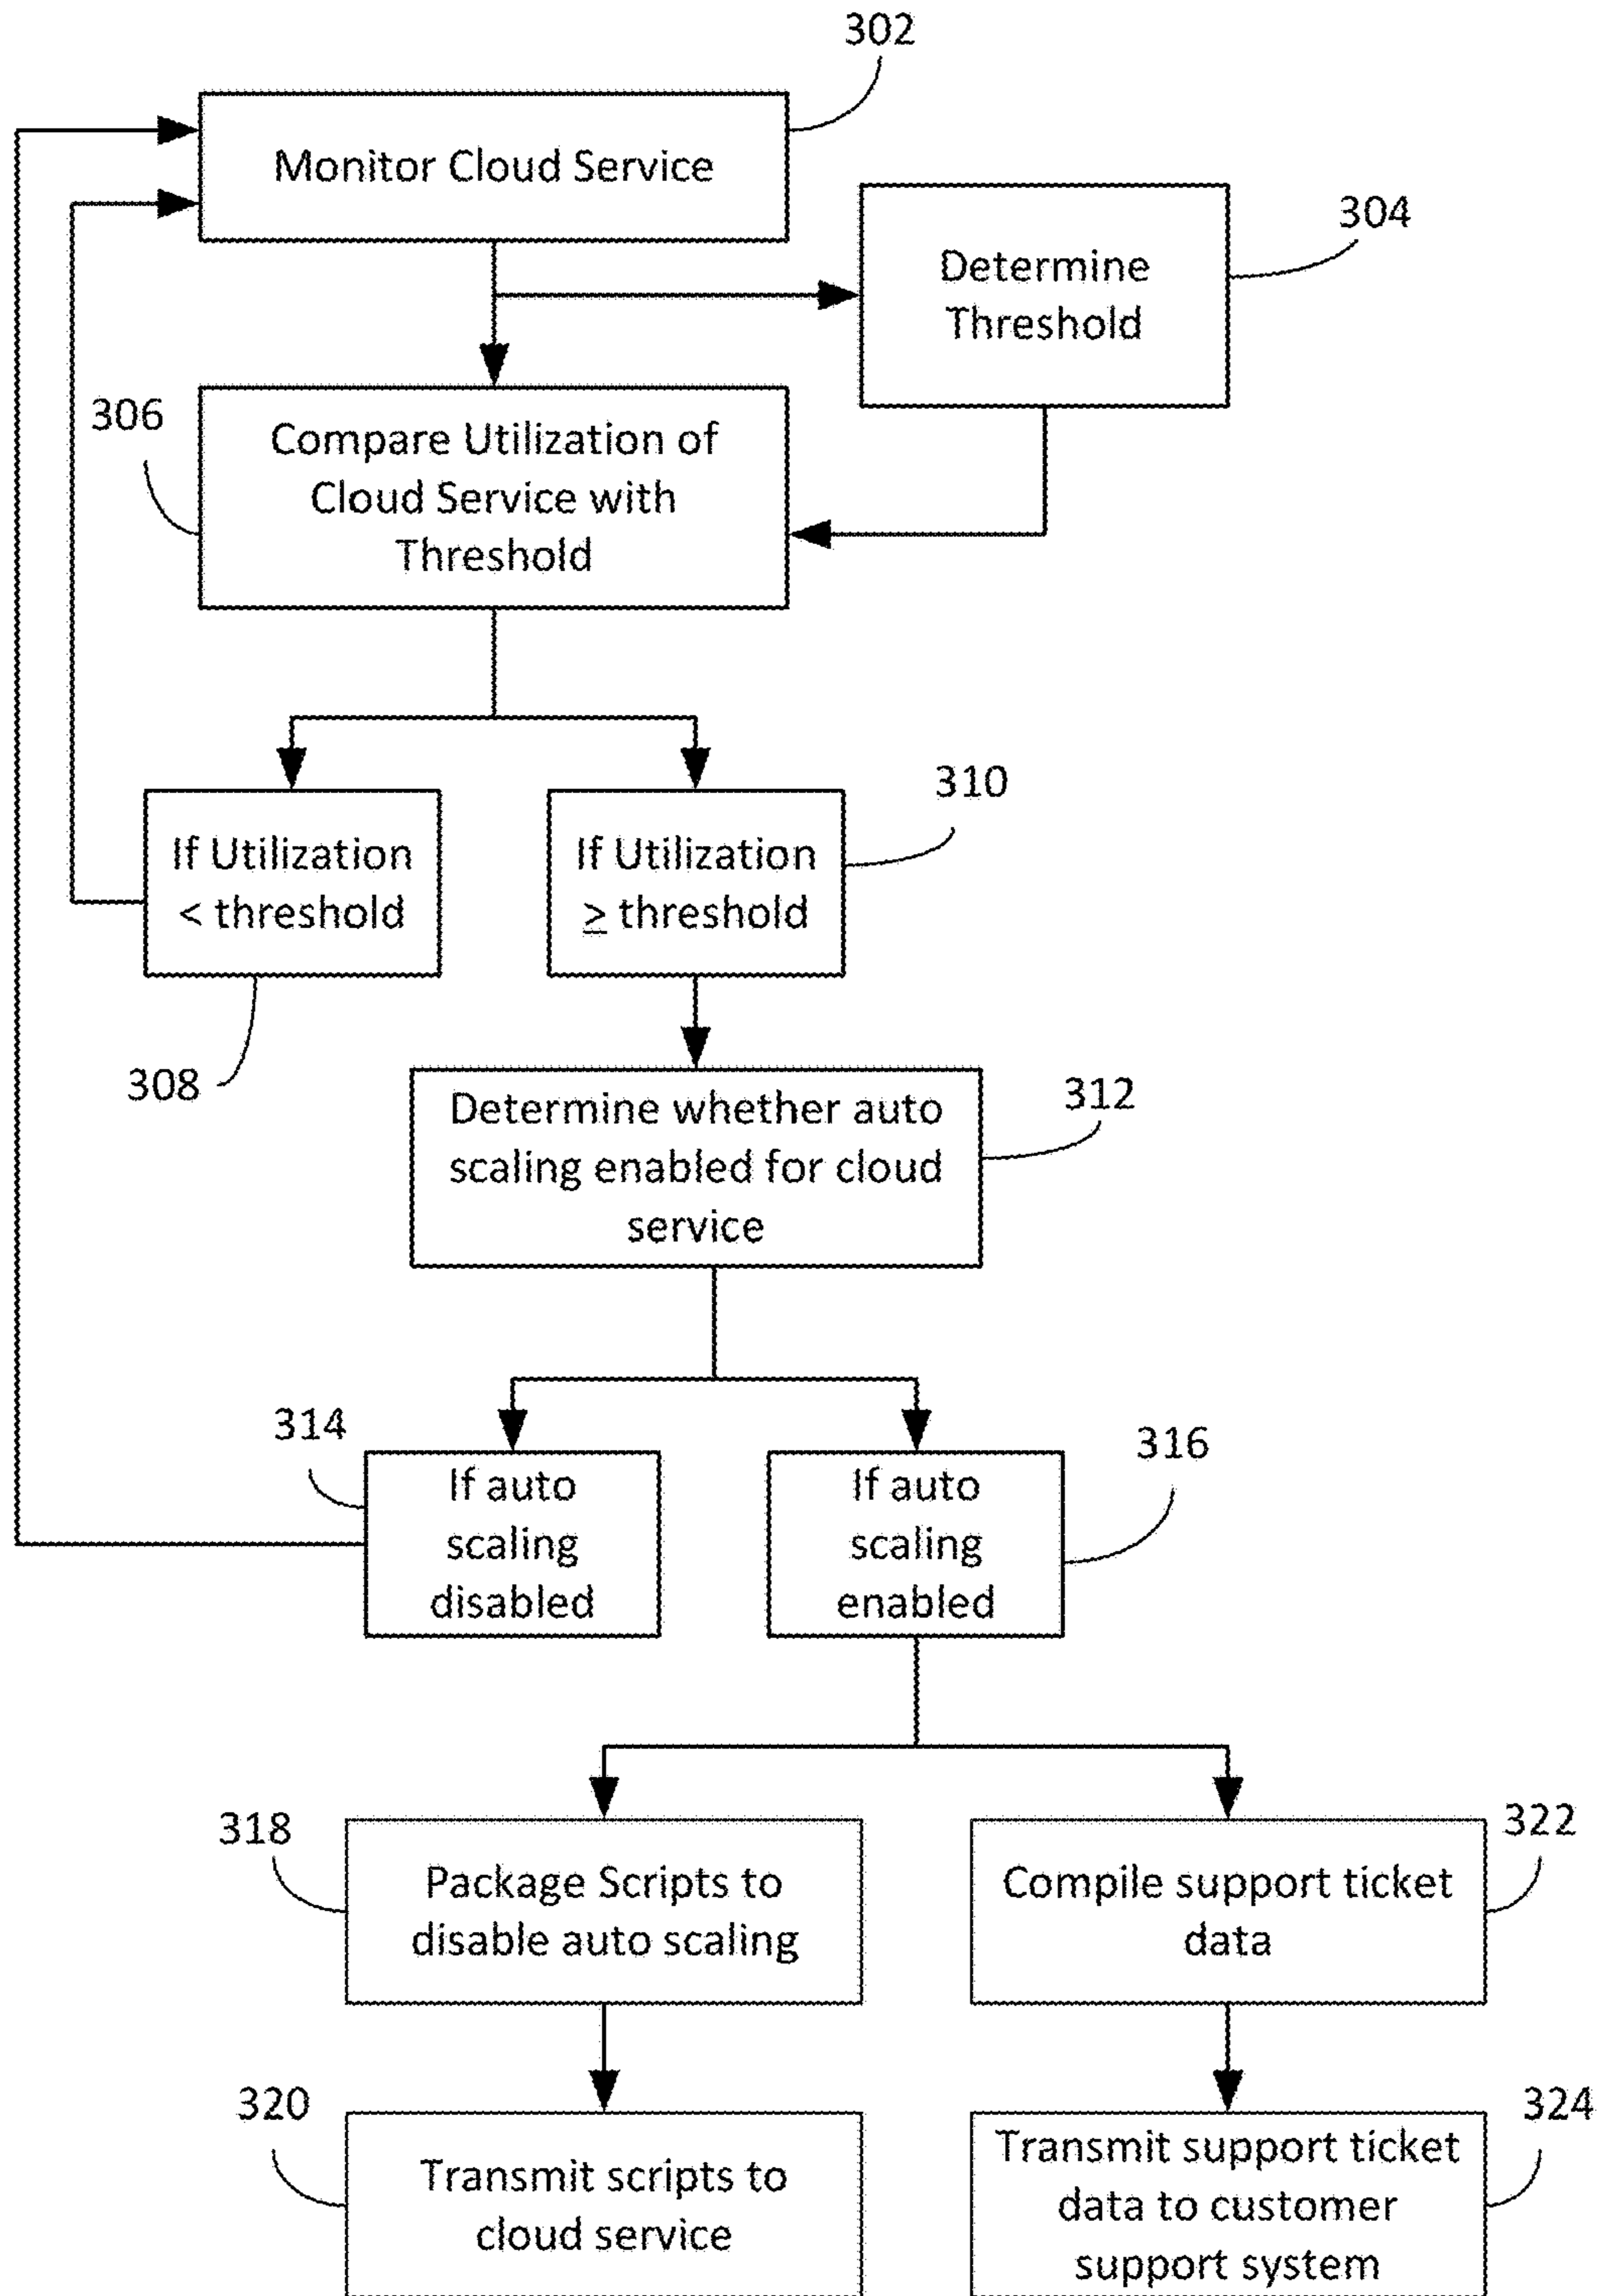 302
Monitor Cloud Service
304
Determine
Threshold
306
Compare Utilization of
Cloud Service with
Threshold
310
If Utilization
< threshold
If Utilization
≥ threshold
308
312
Determine whether auto
scaling enabled for cloud
service
314
If auto
scaling
disabled
316
If auto
scaling
enabled
318
Package Scripts to
disable auto scaling
322
Compile support ticket
data
320
Transmit scripts to
cloud service
324
Transmit support ticket
data to customer
support system